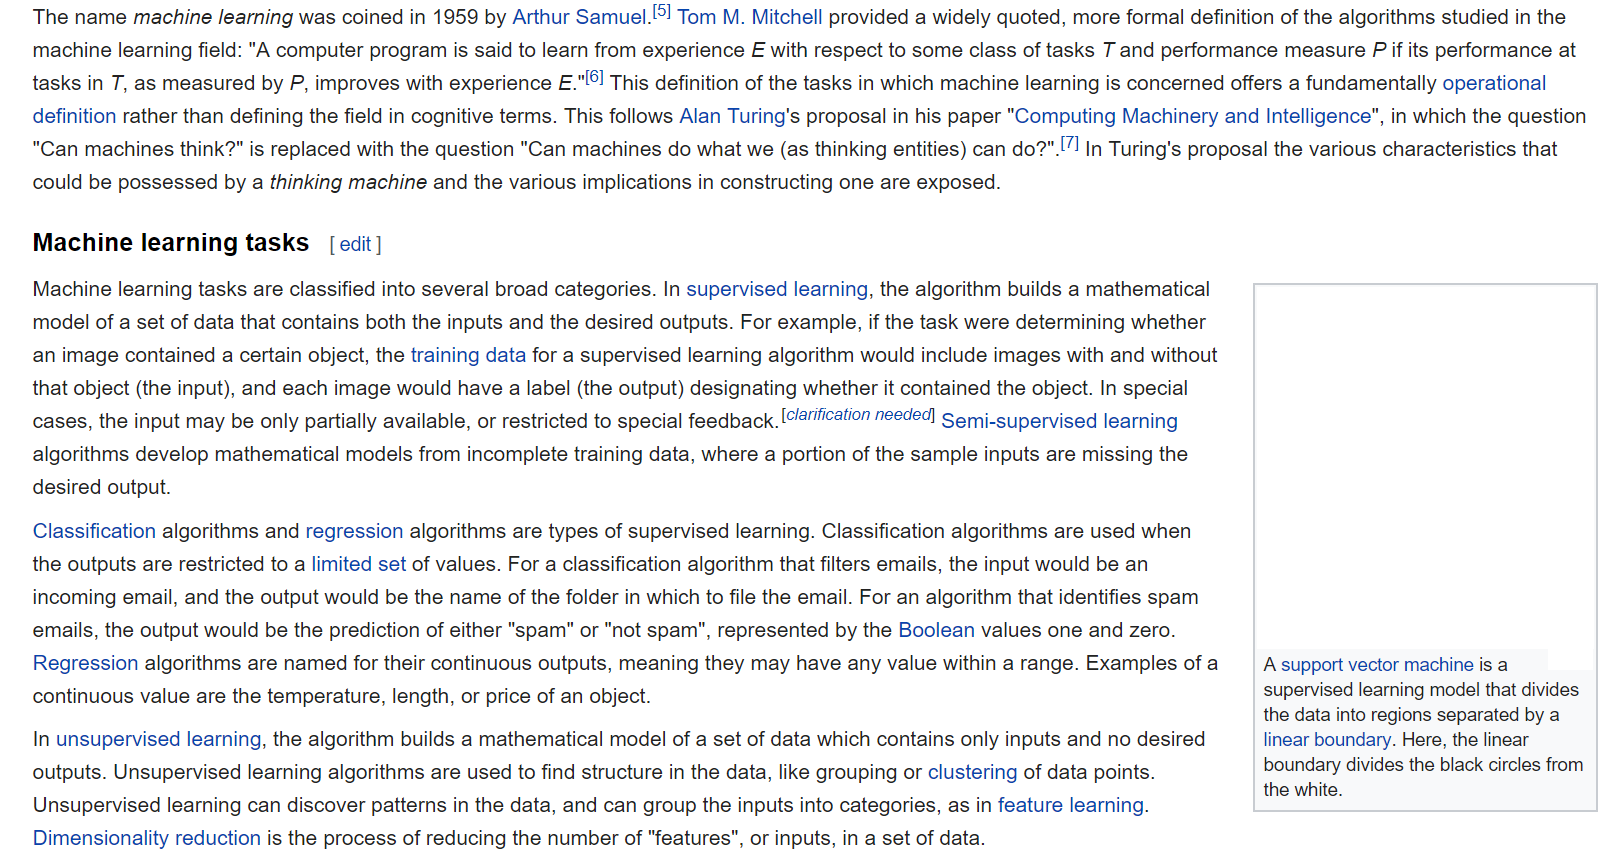 The name machine learning was coined in 1959 by Arthur Samuel.[5] Tom M. Mitchell provided a widely quoted, more formal definition of the algorithms studied in the
machine learning field: "A computer program is said to learn from experience E with respect to some class of tasks T and performance measure P if its performance at
tasks in T, as measured by P, improves with experience E."[6] This definition of the tasks in which machine learning is concerned offers a fundamentally operational
definition rather than defining the field in cognitive terms. This follows Alan Turing's proposal in his paper "Computing Machinery and Intelligence", in which the question
"Can machines think?" is replaced with the question "Can machines do what we (as thinking entities) can do?".[7] In Turing's proposal the various characteristics that
could be possessed by a thinking machine and the various implications in constructing one are exposed.
Machine learning tasks [ edit ]
Machine learning tasks are classified into several broad categories. In supervised learning, the algorithm builds a mathematical
model of a set of data that contains both the inputs and the desired outputs. For example, if the task were determining whether
an image contained a certain object, the training data for a supervised learning algorithm would include images with and without
that object (the input), and each image would have a label (the output) designating whether it contained the object. In special
cases, the input may be only partially available, or restricted to special feedback.[clarification needed] Semi-supervised learning
algorithms develop mathematical models from incomplete training data, where a portion of the sample inputs are missing the
desired output.
Classification algorithms and regression algorithms are types of supervised learning. Classification algorithms are used when
the outputs are restricted to a limited set of values. For a classification algorithm that filters emails, the input would be an
incoming email, and the output would be the name of the folder in which to file the email. For an algorithm that identifies spam
emails, the output would be the prediction of either "spam" or "not spam", represented by the Boolean values one and zero.
Regression algorithms are named for their continuous outputs, meaning they may have any value within a range. Examples of a
continuous value are the temperature, length, or price of an object.
In unsupervised learning, the algorithm builds a mathematical model of a set of data which contains only inputs and no desired
outputs. Unsupervised learning algorithms are used to find structure in the data, like grouping or clustering of data points.
Unsupervised learning can discover patterns in the data, and can group the inputs into categories, as in feature learning.
Dimensionality reduction is the process of reducing the number of "features", or inputs, in a set of data.
A support vector machine is a
supervised learning model that divides
the data into regions separated by a
linear boundary. Here, the linear
boundary divides the black circles from
the white.